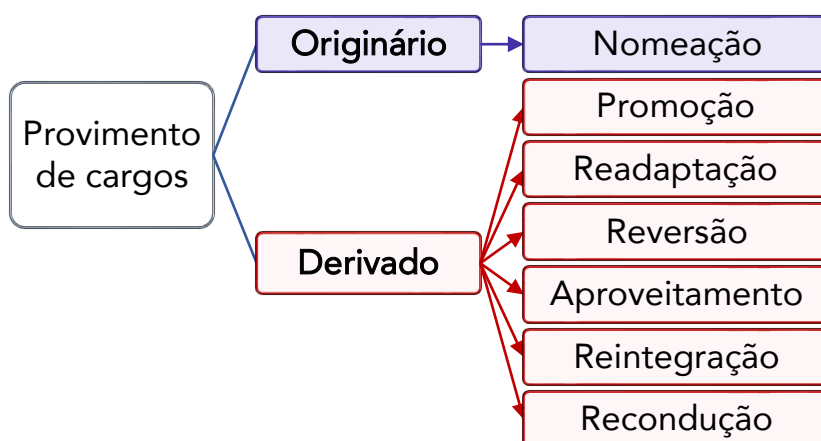 Originário
Nomeação
Promoção
Provimento
de cargos
Readaptação
Reversão
Derivado
Aproveitamento
Reintegração
Recondução